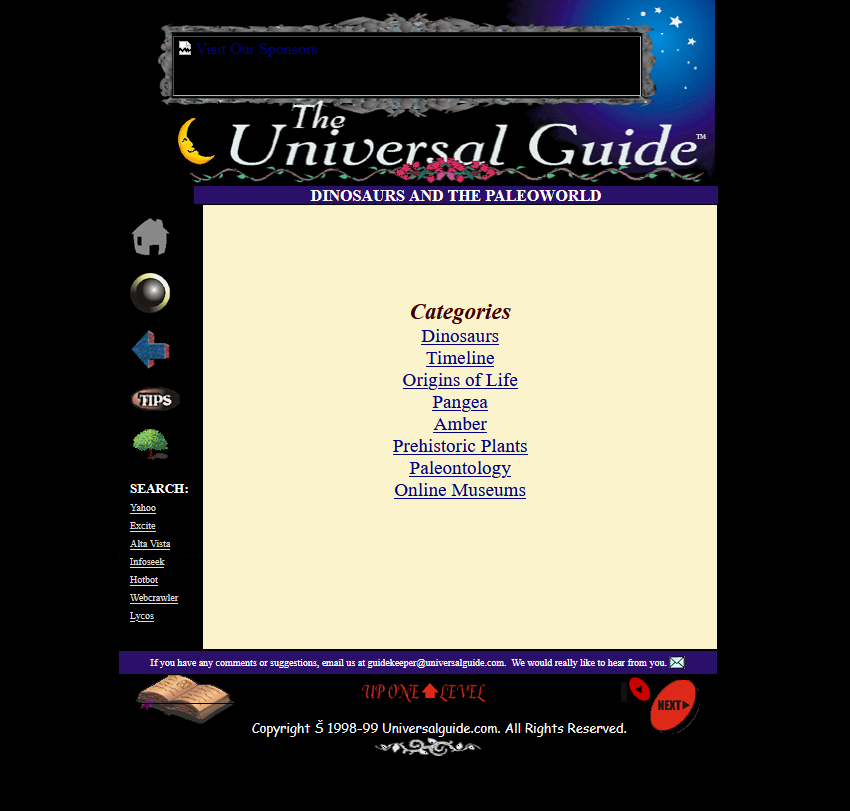 Visit Our Sponsors
The
Universal Guide™
DINOSAURS AND THE PALEOWORLD
Categories
Dinosaurs
Timeline
Origins of Life
Pangea
Amber
Prehistoric Plants
Paleontology
Online Museums
TIPS
SEARCH:
Yahoo
Excite
Alta Vista
Infoseek
Hotbot
Webcrawler
Lycos
If you have any comments or suggestions, email us at guidekeeper@universalguide.com. We would really like to hear from you.
UP ONE LEVEL
NEXT
Copyright Š 1998-99 Universalguide.com. All Rights Reserved.